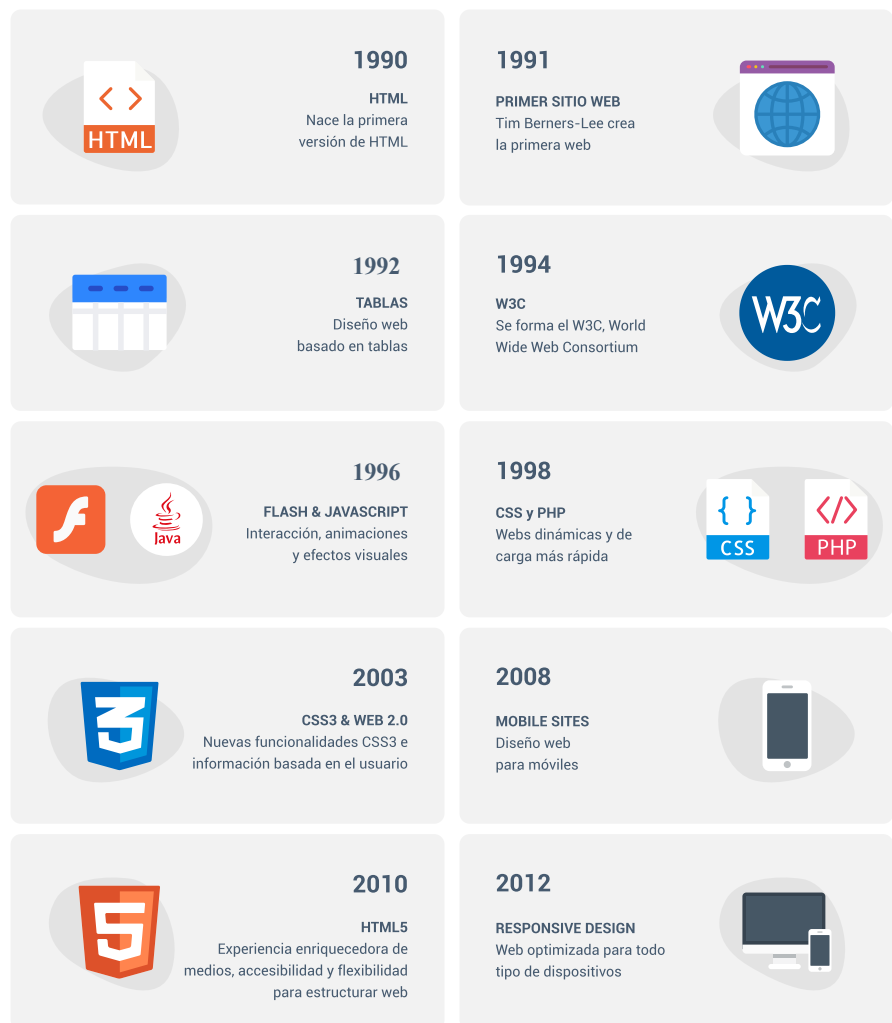 1990
HTML
Nace la primera
versión de HTML
HTML
1991
PRIMER SITIO WEB
Tim Berners-Lee crea
la primera web
1992
TABLAS
Diseño web
basado en tablas
1994
W3C
Se forma el W3C, World
Wide Web Consortium
W3C
1996
FLASH & JAVASCRIPT
Interacción, animaciones
y efectos visuales
Java
1998
CSS y PHP
Webs dinámicas y de
carga más rápida
CSS
PHP
2003
CSS3 & WEB 2.0
Nuevas funcionalidades CSS3 e
información basada en el usuario
3
2008
MOBILE SITES
Diseño web
para móviles
2010
HTML5
Experiencia enriquecedora de
medios, accesibilidad y flexibilidad
para estructurar web
5
2012
RESPONSIVE DESIGN
Web optimizada para todo
tipo de dispositivos